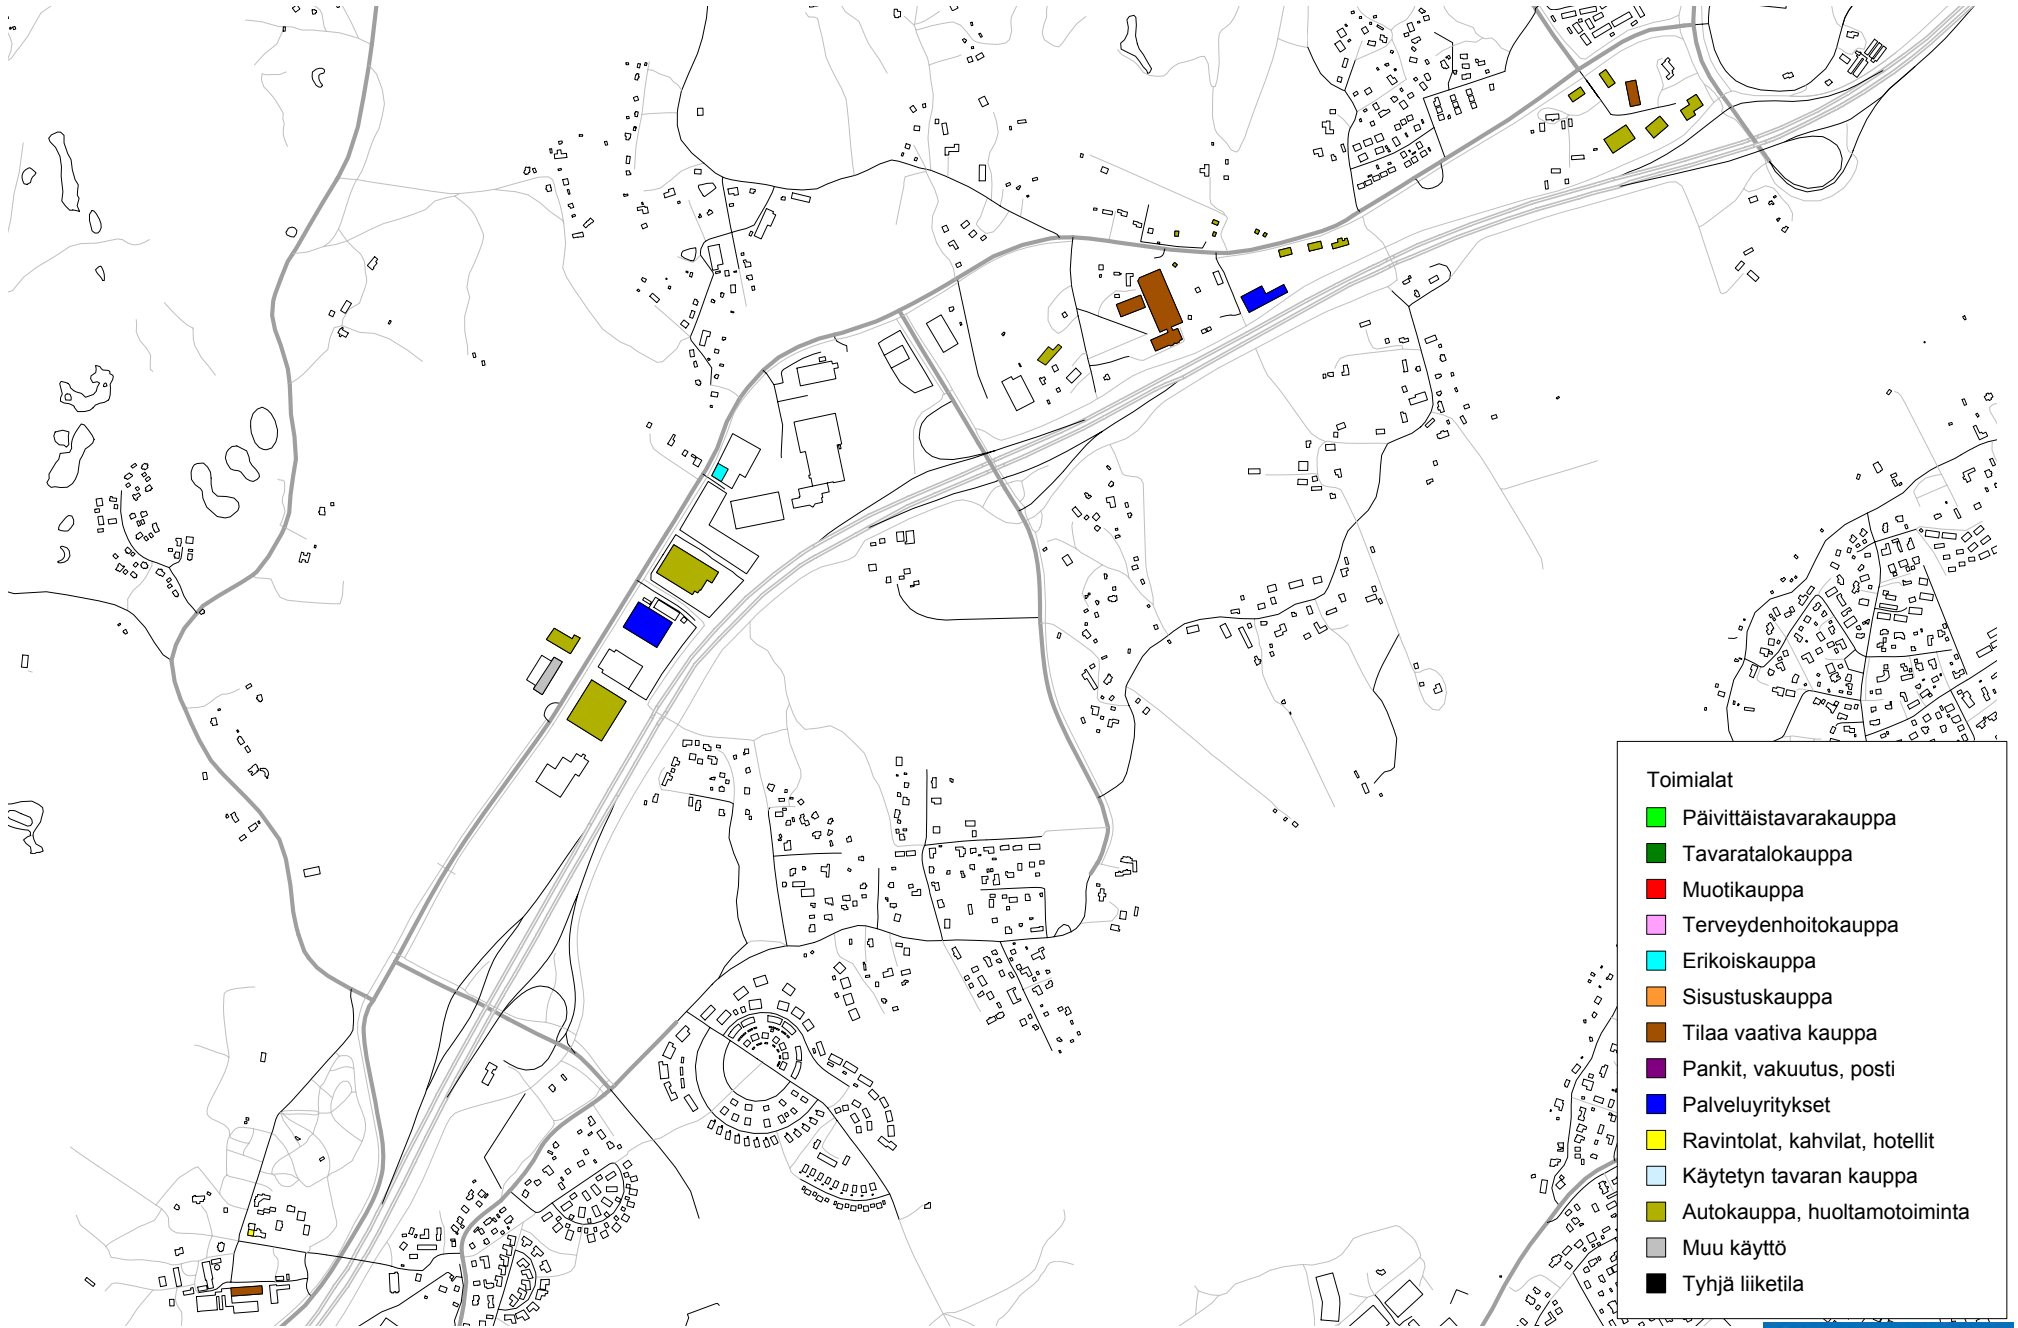 Toimialat
Päivittäistavarakauppa
Tavaratalokauppa
Muotikauppa
Terveydenhoitokauppa
Erikoiskauppa
Sisustuskauppa
Tilaa vaativa kauppa
Pankit, vakuutus, posti
Palveluyritykset
Ravintolat, kahvilat, hotellit
Käytetyn tavaran kauppa
Autokauppa, huoltamotoiminta
Muu käyttö
Tyhjä liiketila